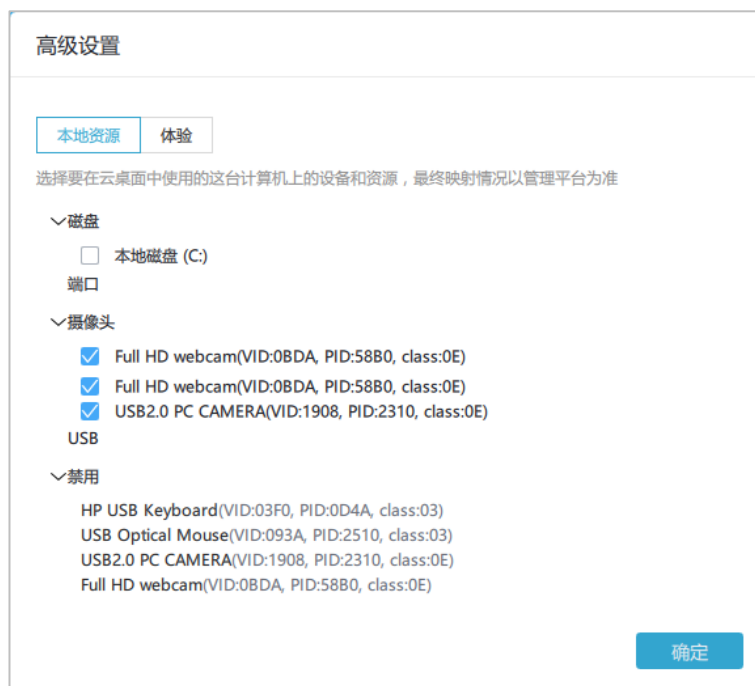 高级设置
本地资源 体验
选择要在云桌面中使用的这台计算机上的设备和资源，最终映射情况以管理平台为准
磁盘
本地磁盘 (C:)
端口
摄像头
Full HD webcam(VID:0BDA, PID:58B0, class:0E)
Full HD webcam(VID:0BDA, PID:58B0, class:0E)
USB2.0 PC CAMERA(VID:1908, PID:2310, class:0E)
USB
禁用
HP USB Keyboard(VID:03F0, PID:0D4A, class:03)
USB Optical Mouse(VID:093A, PID:2510, class:03)
USB2.0 PC CAMERA(VID:1908, PID:2310, class:0E)
Full HD webcam(VID:0BDA, PID:58B0, class:0E)
确定